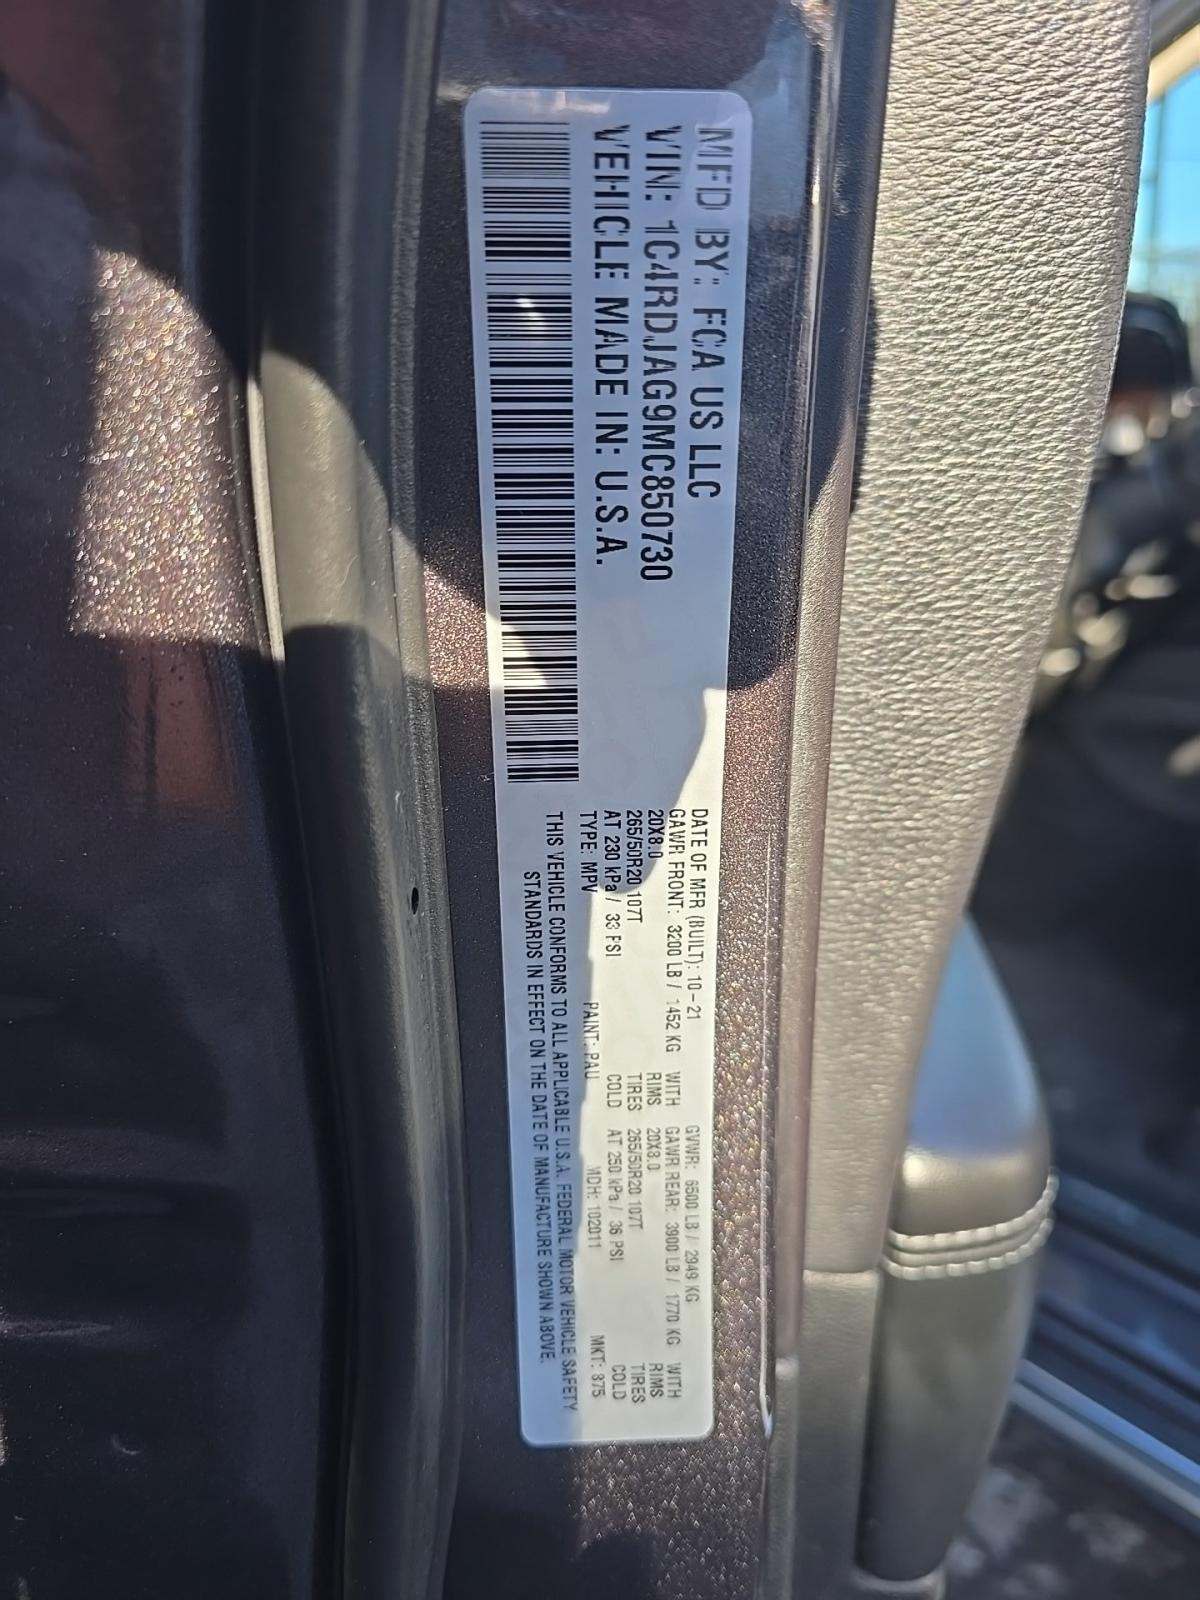 MFD BY: FCA US LLC
VIN: 1C4RDJAG9MC850730
VEHICLE MADE IN: U.S.A.
DATE OF MFR (BUILT): 10-21 GVWR: 6500 LB / 2949 KG
GAWR FRONT: 3200 LB / 1452 KG WITH GAWR REAR: 3900 LB / 1770 KG WITH
20X8.0 RIMS 20X8.0 RIMS
265/50R20 107T TIRES 265/50R20 107T TIRES
AT 230 kPa / 33 PSI COLD AT 250 kPa / 36 PSI COLD
TYPE: MPV PAINT: PAU MDH: 102011 MKT: 875
THIS VEHICLE CONFORMS TO ALL APPLICABLE U.S.A. FEDERAL MOTOR VEHICLE SAFETY
STANDARDS IN EFFECT ON THE DATE OF MANUFACTURE SHOWN ABOVE.